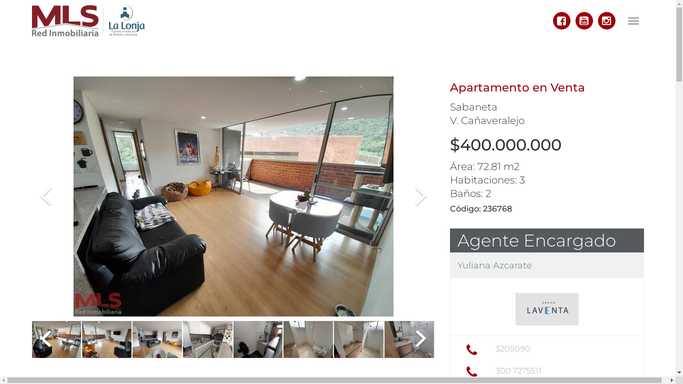 MLS
Red Inmobiliaria
La Lonja
Apartamento en Venta
Sabaneta
V. Cañaveralejo
$400.000.000
Área: 72.81 m2
Habitaciones: 3
Baños: 2
Código: 236768
MLS
Red Inmobiliaria
Agente Encargado
Yuliana Azcarate
LAVENTA
3205090
300 7275511